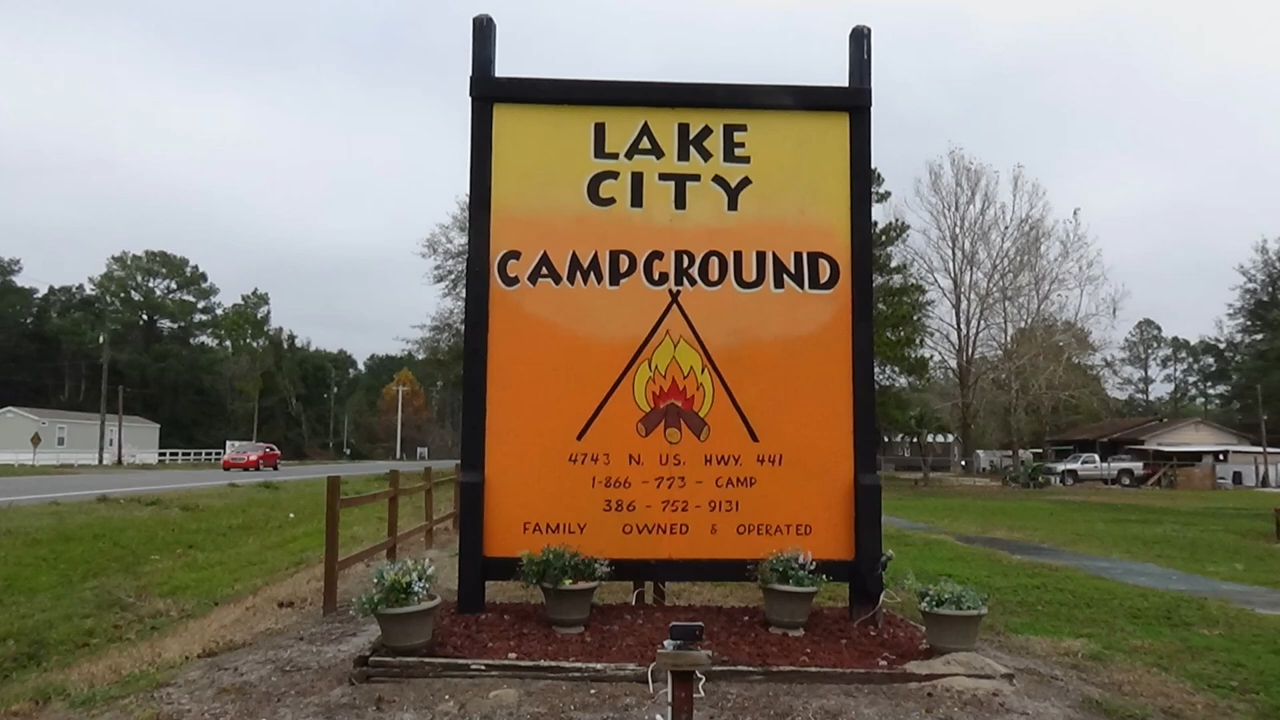 LAKE
CITY
CAMPGROUND
4743 N. US. HWY. 441
1-866-773-CAMP
386-752-9131
FAMILY OWNED & OPERATED